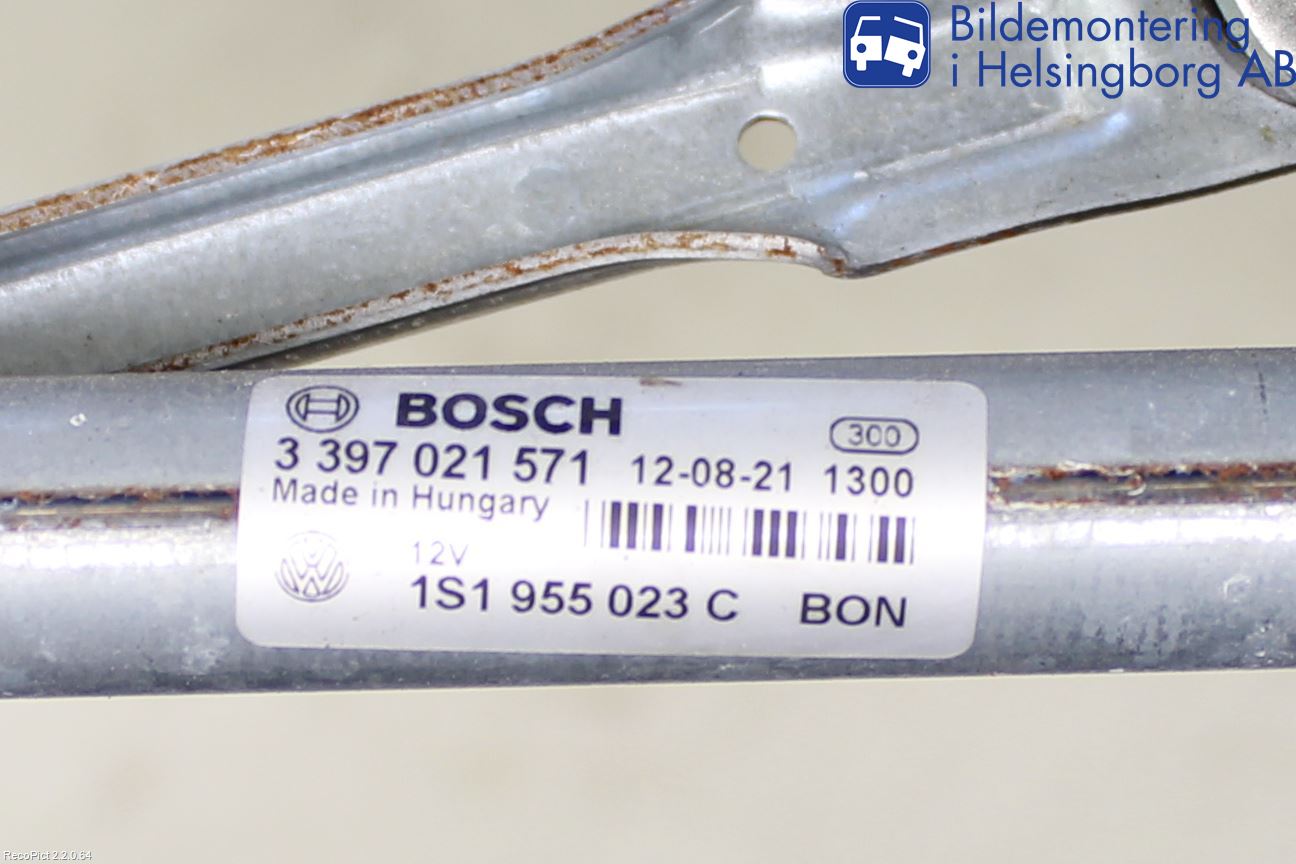 Bildemontering
i Helsingborg AB
BOSCH
300
3 397 021 571 12-08-21 1300
Made in Hungary
12V
1S1 955 023 C BON
RecoPict 2.2.0.64